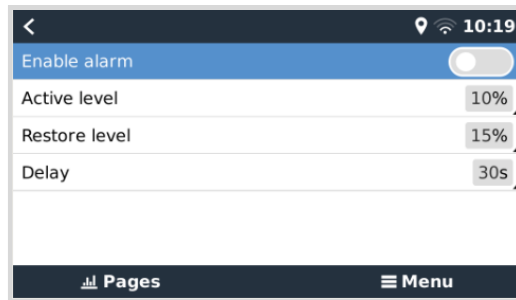 10:19
Enable alarm
Active level 10%
Restore level 15%
Delay 30s
Pages Menu